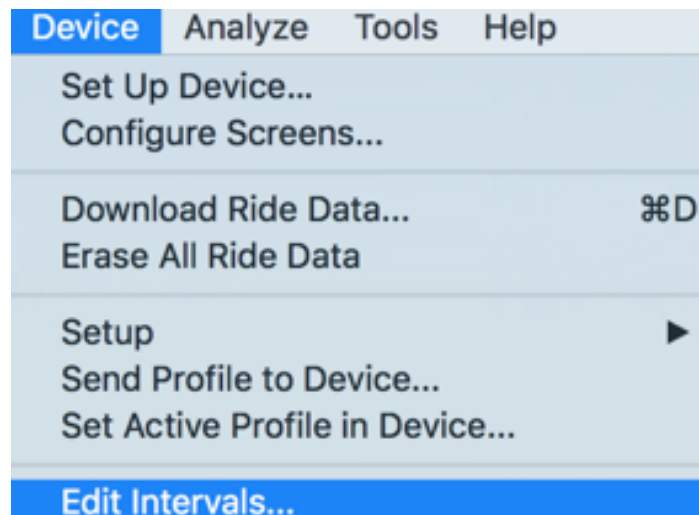 Device Analyze Tools Help
Set Up Device...
Configure Screens...
Download Ride Data... ⌘D
Erase All Ride Data
Setup ▶
Send Profile to Device...
Set Active Profile in Device...
Edit Intervals...